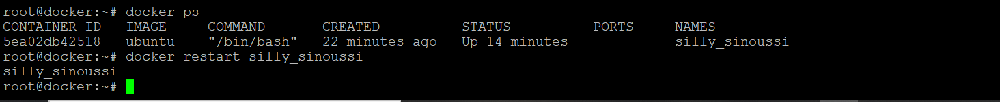 root@docker:~# docker ps
CONTAINER ID   IMAGE     COMMAND       CREATED          STATUS          PORTS     NAMES
5ea02db42518   ubuntu    "/bin/bash"   22 minutes ago   Up 14 minutes             silly_sinoussi
root@docker:~# docker restart silly_sinoussi
silly_sinoussi
root@docker:~#